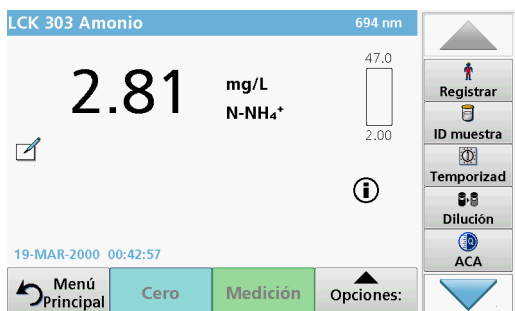 LCK 303 Amonio 694 nm
47.0
2.81 mg/L
N-NH₄⁺
2.00
19-MAR-2000 00:42:57
Menú Principal
Cero
Medición
Opciones:
Registrar
ID muestra
Temporizad
Dilución
ACA